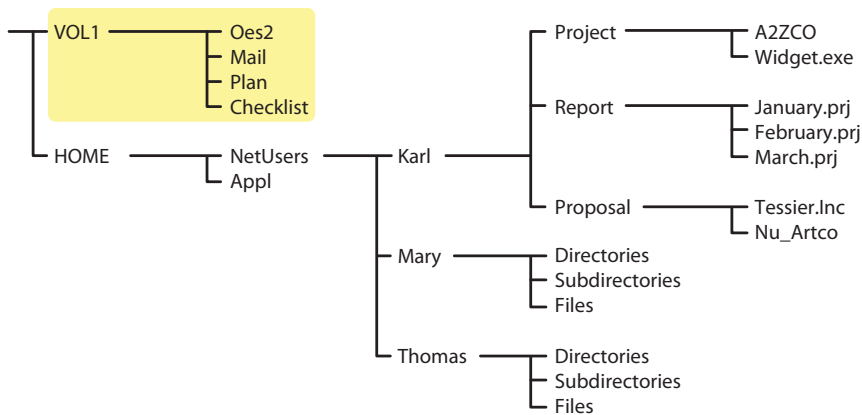 VOL1 Oes2 Project A2ZCO
Mail Widget.exe
Plan
Checklist Report January.prj
February.prj
HOME NetUsers Karl March.prj
Appl
Proposal Tessier.Inc
Nu_Artco
Mary Directories
Subdirectories
Files
Thomas Directories
Subdirectories
Files